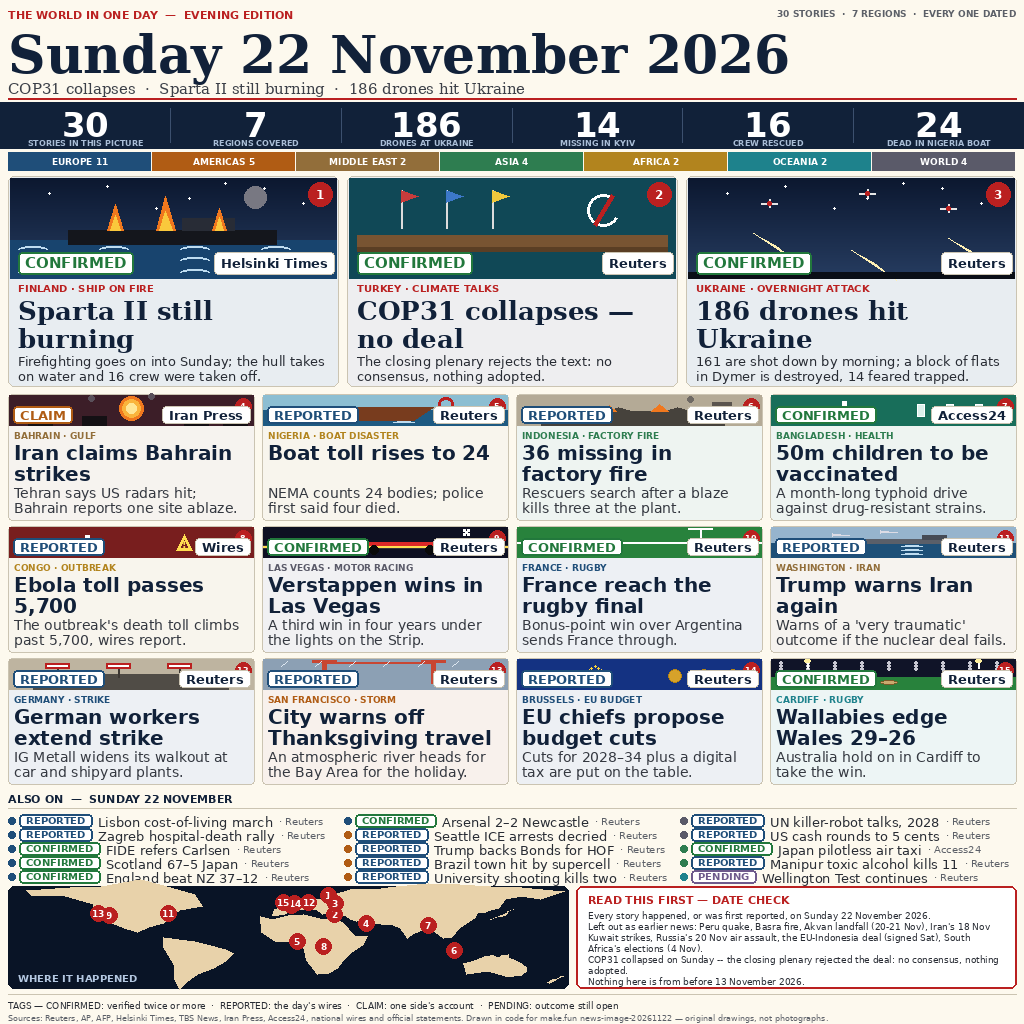 THE WORLD IN ONE DAY — EVENING EDITION
30 STORIES · 7 REGIONS · EVERY ONE DATED
Sunday 22 November 2026
COP31 collapses · Sparta II still burning · 186 drones hit Ukraine
30 7 186 14 16 24
STORIES IN THIS PICTURE REGIONS COVERED DRONES AT UKRAINE MISSING IN KYIV CREW RESCUED DEAD IN NIGERIA BOAT
EUROPE 11 AMERICAS 5 MIDDLE EAST 2 ASIA 4 AFRICA 2 OCEANIA 2 WORLD 4
1
CONFIRMED
Helsinki Times
FINLAND · SHIP ON FIRE
Sparta II still
burning
Firefighting goes on into Sunday; the hull takes
on water and 16 crew were taken off.
2
CONFIRMED
Reuters
TURKEY · CLIMATE TALKS
COP31 collapses —
no deal
The closing plenary rejects the text: no
consensus, nothing adopted.
3
CONFIRMED
Reuters
UKRAINE · OVERNIGHT ATTACK
186 drones hit
Ukraine
161 are shot down by morning; a block of flats
in Dymer is destroyed, 14 feared trapped.
CLAIM
Iran Press
BAHRAIN · GULF
Iran claims Bahrain
strikes
Tehran says US radars hit;
Bahrain reports one site ablaze.
REPORTED
Reuters
NIGERIA · BOAT DISASTER
Boat toll rises to 24
NEMA counts 24 bodies; police
first said four died.
REPORTED
Reuters
INDONESIA · FACTORY FIRE
36 missing in
factory fire
Rescuers search after a blaze
kills three at the plant.
CONFIRMED
Access24
BANGLADESH · HEALTH
50m children to be
vaccinated
A month-long typhoid drive
against drug-resistant strains.
REPORTED
Wires
CONGO · OUTBREAK
Ebola toll passes
5,700
The outbreak's death toll climbs
past 5,700, wires report.
CONFIRMED
Reuters
LAS VEGAS · MOTOR RACING
Verstappen wins in
Las Vegas
A third win in four years under
the lights on the Strip.
CONFIRMED
Reuters
FRANCE · RUGBY
France reach the
rugby final
Bonus-point win over Argentina
sends France through.
REPORTED
Reuters
WASHINGTON · IRAN
Trump warns Iran
again
Warns of a 'very traumatic'
outcome if the nuclear deal fails.
REPORTED
Reuters
GERMANY · STRIKE
German workers
extend strike
IG Metall widens its walkout at
car and shipyard plants.
REPORTED
Reuters
SAN FRANCISCO · STORM
City warns off
Thanksgiving travel
An atmospheric river heads for
the Bay Area for the holiday.
REPORTED
Reuters
BRUSSELS · EU BUDGET
EU chiefs propose
budget cuts
Cuts for 2028–34 plus a digital
tax are put on the table.
CONFIRMED
Reuters
CARDIFF · RUGBY
Wallabies edge
Wales 29–26
Australia hold on in Cardiff to
take the win.
ALSO ON — SUNDAY 22 NOVEMBER
REPORTED Lisbon cost-of-living march · Reuters
REPORTED Zagreb hospital-death rally · Reuters
CONFIRMED FIDE refers Carlsen · Reuters
CONFIRMED Scotland 67–5 Japan · Reuters
CONFIRMED England beat NZ 37–12 · Reuters
CONFIRMED Arsenal 2–2 Newcastle · Reuters
REPORTED Seattle ICE arrests decried · Reuters
REPORTED Trump backs Bonds for HOF · Reuters
REPORTED Brazil town hit by supercell · Reuters
REPORTED University shooting kills two · Reuters
REPORTED UN killer-robot talks, 2028 · Reuters
REPORTED US cash rounds to 5 cents · Reuters
CONFIRMED Japan pilotless air taxi · Access24
REPORTED Manipur toxic alcohol kills 11 · Reuters
PENDING Wellington Test continues · Reuters
13 9 11 15 14 12 1 3 2 4 5 8 7 6
WHERE IT HAPPENED
READ THIS FIRST — DATE CHECK
Every story happened, or was first reported, on Sunday 22 November 2026.
Left out as earlier news: Peru quake, Basra fire, Akvan landfall (20-21 Nov), Iran's 18 Nov
Kuwait strikes, Russia's 20 Nov air assault, the EU-Indonesia deal (signed Sat), South
Africa's elections (4 Nov).
COP31 collapsed on Sunday -- the closing plenary rejected the deal: no consensus, nothing
adopted.
Nothing here is from before 13 November 2026.
TAGS — CONFIRMED: verified twice or more · REPORTED: the day's wires · CLAIM: one side's account · PENDING: outcome still open
Sources: Reuters, AP, AFP, Helsinki Times, TBS News, Iran Press, Access24, national wires and official statements. Drawn in code for make.fun news-image-20261122 — original drawings, not photographs.